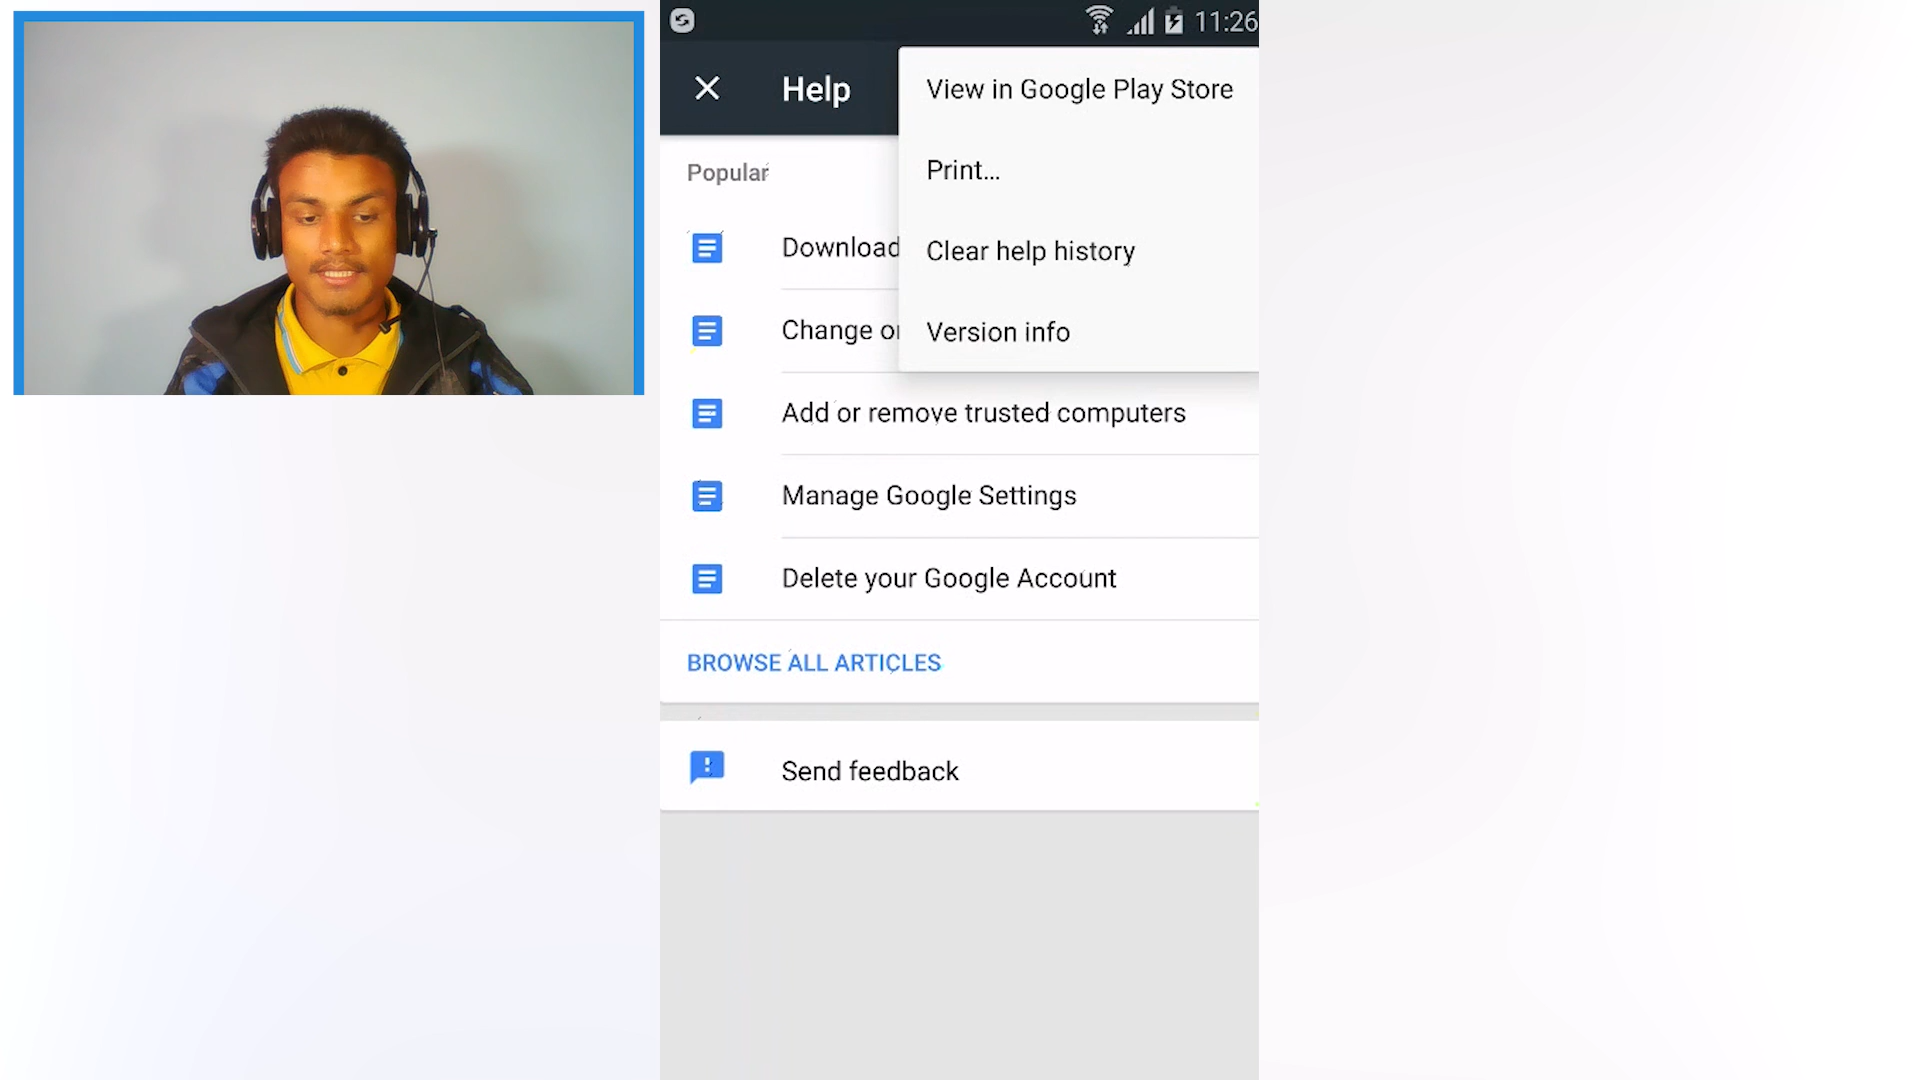 11:26
Help
View in Google Play Store
Print...
Clear help history
Version info
Popular
Download
Change or
Add or remove trusted computers
Manage Google Settings
Delete your Google Account
BROWSE ALL ARTICLES
Send feedback